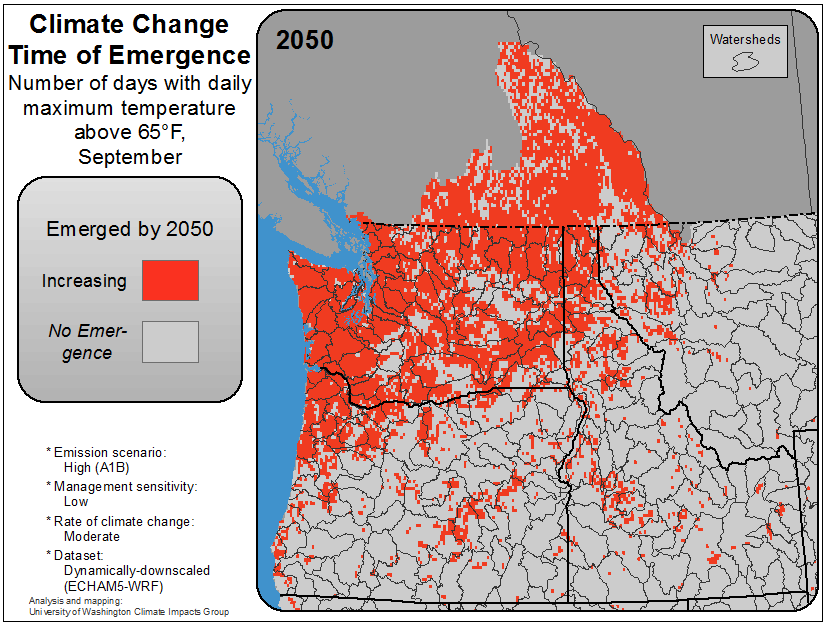 Climate Change
Time of Emergence
Number of days with daily
maximum temperature
above 65°F,
September
Emerged by 2050
Increasing
No Emer-
gence
* Emission scenario:
High (A1B)
* Management sensitivity:
Low
* Rate of climate change:
Moderate
* Dataset:
Dynamically-downscaled
(ECHAM5-WRF)
Analysis and mapping:
University of Washington Climate Impacts Group
2050
Watersheds